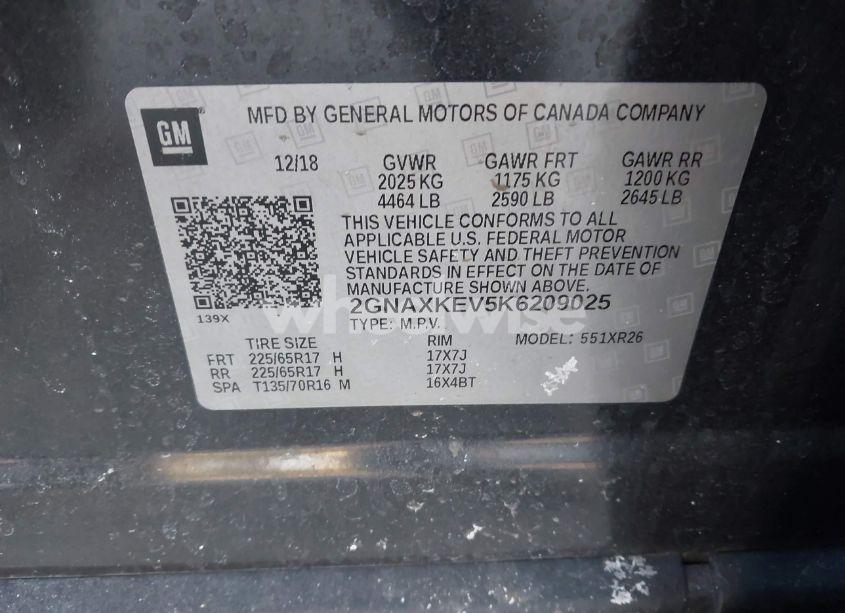 GM
MFD BY GENERAL MOTORS OF CANADA COMPANY
12/18 GVWR GAWR FRT GAWR RR
2025 KG 1175 KG 1200 KG
4464 LB 2590 LB 2645 LB
THIS VEHICLE CONFORMS TO ALL
APPLICABLE U.S. FEDERAL MOTOR
VEHICLE SAFETY AND THEFT PREVENTION
STANDARDS IN EFFECT ON THE DATE OF
MANUFACTURE SHOWN ABOVE.
139X
2GNAXKEV5K6209025
wheelwise
TYPE: M.P.V. MODEL: 551XR26
TIRE SIZE RIM
FRT 225/65R17 H 17X7J
RR 225/65R17 H 17X7J
SPA T135/70R16 M 16X4BT